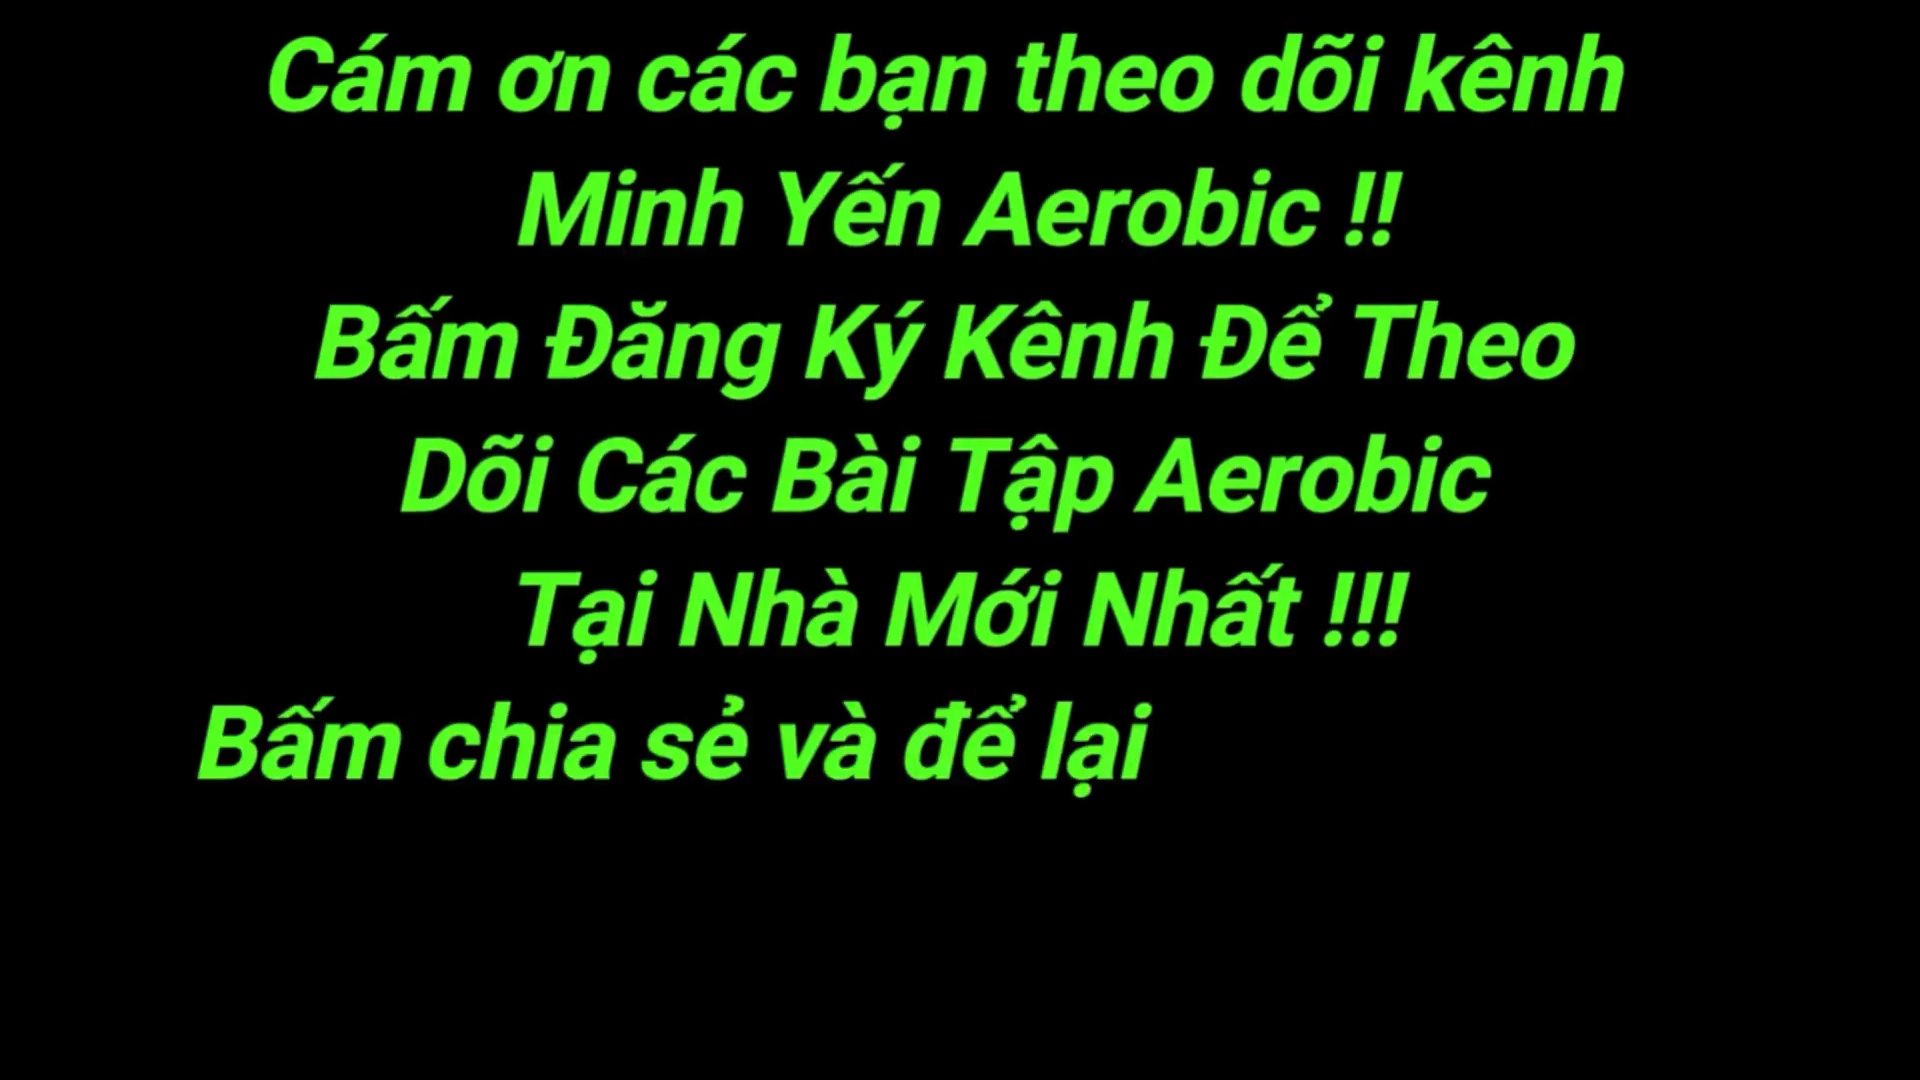 Cám ơn các bạn theo dõi kênh
Minh Yến Aerobic !!
Bấm Đăng Ký Kênh Để Theo
Dõi Các Bài Tập Aerobic
Tại Nhà Mới Nhất !!!
Bấm chia sẻ và để lại